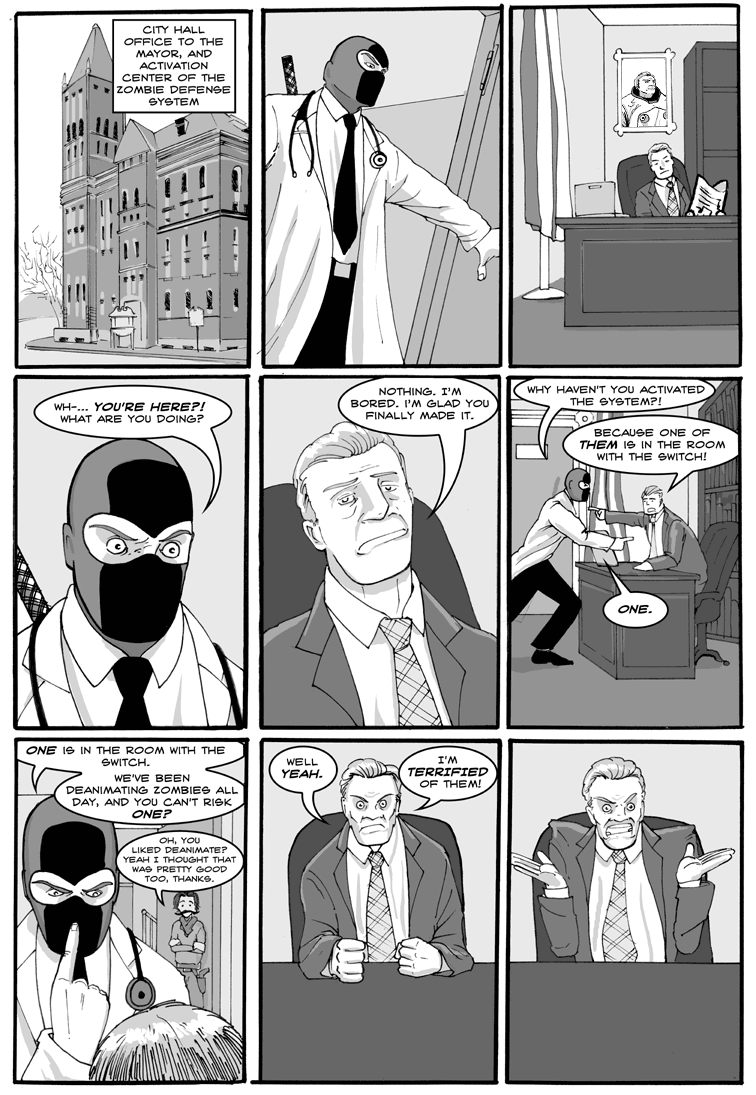 CITY HALL
OFFICE TO THE
MAYOR, AND
ACTIVATION
CENTER OF THE
ZOMBIE DEFENSE
SYSTEM
WH-... YOU'RE HERE?!
WHAT ARE YOU DOING?
NOTHING. I'M
BORED. I'M GLAD YOU
FINALLY MADE IT.
WHY HAVEN'T YOU ACTIVATED
THE SYSTEM?!
BECAUSE ONE OF
THEM IS IN THE ROOM
WITH THE SWITCH!
ONE.
ONE IS IN THE ROOM WITH THE
SWITCH.
WE'VE BEEN
DEANIMATING ZOMBIES ALL
DAY, AND YOU CAN'T RISK
ONE?
OH, YOU
LIKED DEANIMATE?
YEAH I THOUGHT THAT
WAS PRETTY GOOD
TOO, THANKS.
WELL
YEAH.
I'M
TERRIFIED
OF THEM!